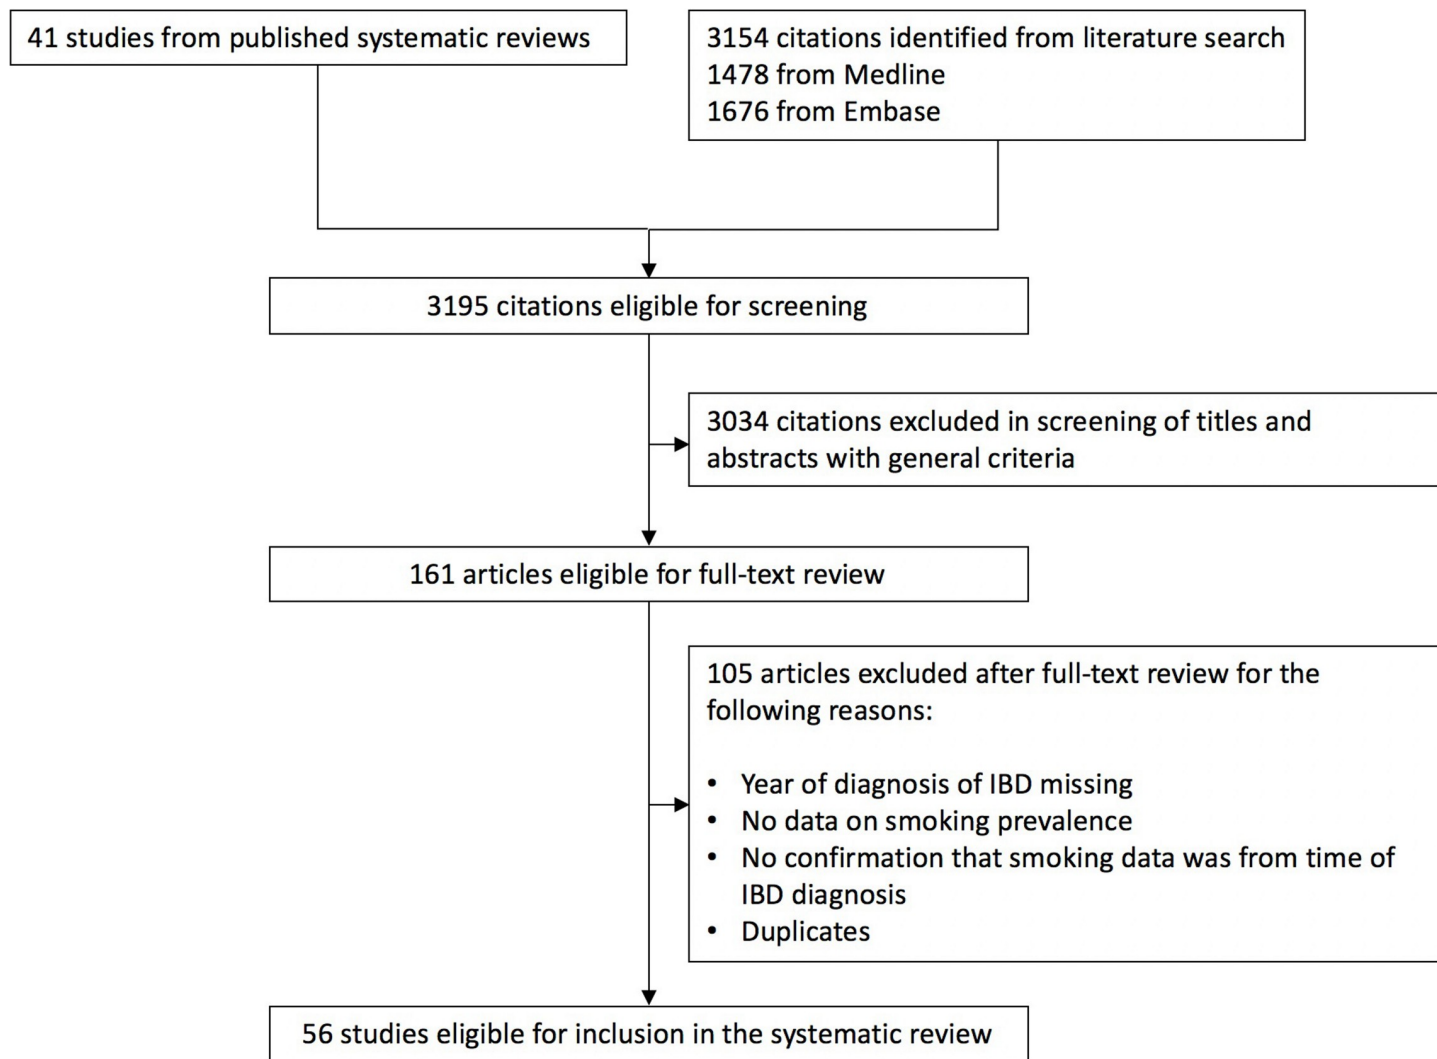 41 studies from published systematic reviews
3154 citations identified from literature search
1478 from Medline
1676 from Embase
3195 citations eligible for screening
3034 citations excluded in screening of titles and
abstracts with general criteria
161 articles eligible for full-text review
105 articles excluded after full-text review for the
following reasons:
• Year of diagnosis of IBD missing
• No data on smoking prevalence
• No confirmation that smoking data was from time of
IBD diagnosis
• Duplicates
56 studies eligible for inclusion in the systematic review